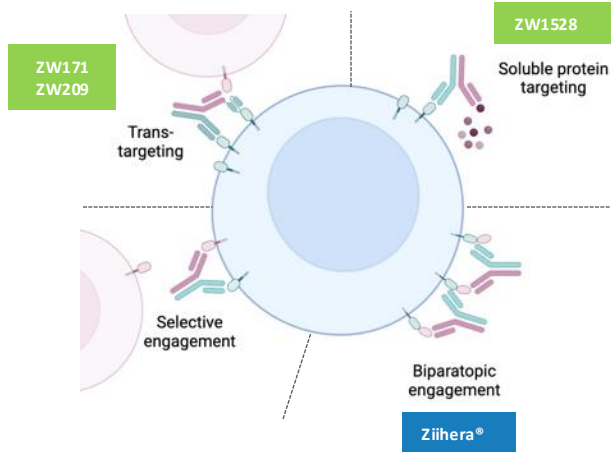 ZW1528
ZW171
ZW209
Soluble protein
targeting
Trans-
targeting
Selective
engagement
Biparatopic
engagement
Ziihera®